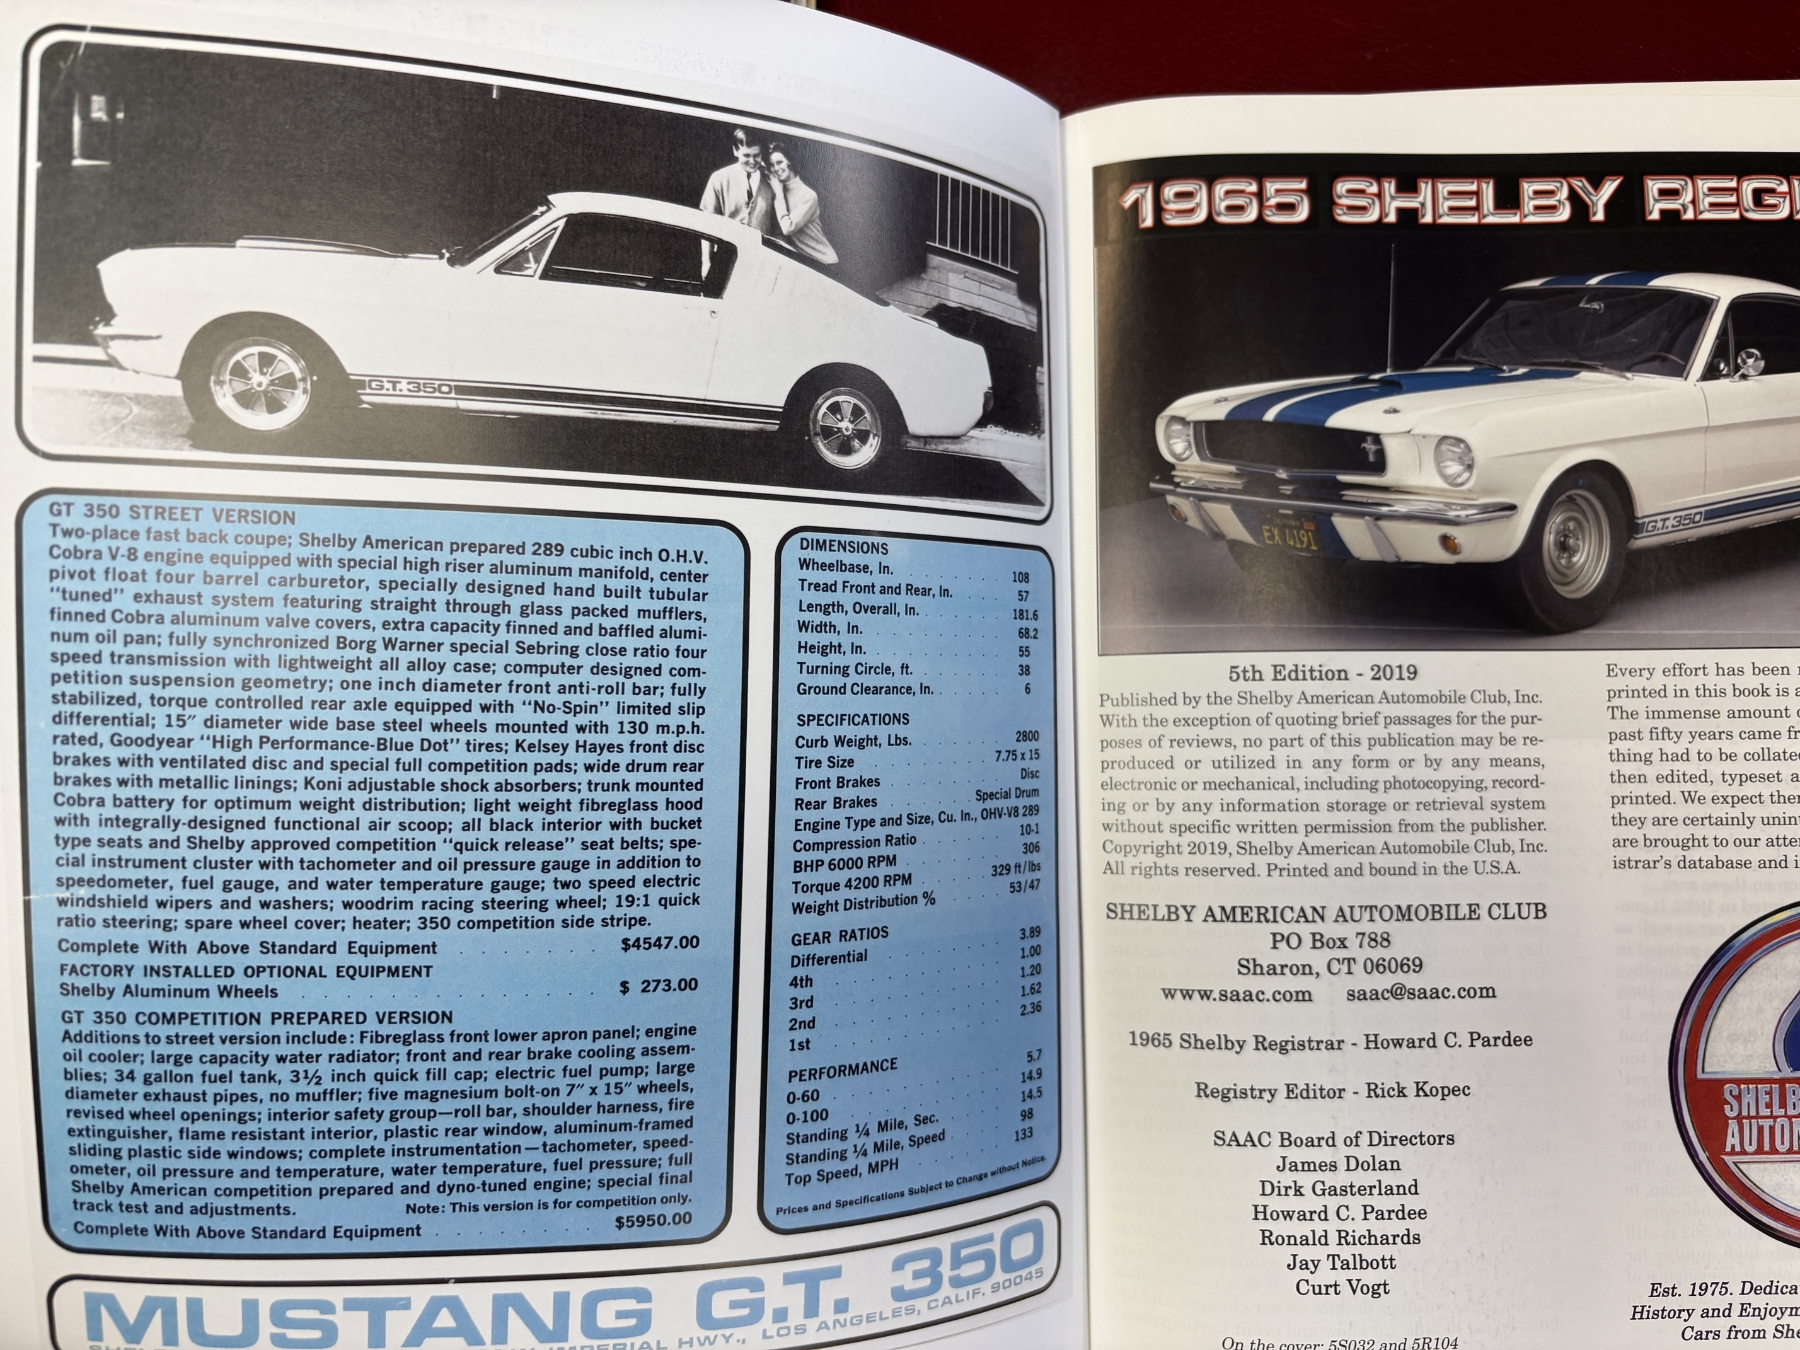 G.T. 350
GT 350 STREET VERSION
Two-place fast back coupe; Shelby American prepared 289 cubic inch O.H.V.
Cobra V-8 engine equipped with special high riser aluminum manifold, center
pivot float four barrel carburetor, specially designed hand built tubular
“tuned” exhaust system featuring straight through glass packed mufflers,
finned Cobra aluminum valve covers, extra capacity finned and baffled alumi-
num oil pan; fully synchronized Borg Warner special Sebring close ratio four
speed transmission with lightweight all alloy case; computer designed com-
petition suspension geometry; one inch diameter front anti-roll bar; fully
stabilized, torque controlled rear axle equipped with “No-Spin” limited slip
differential; 15″ diameter wide base steel wheels mounted with 130 m.p.h.
rated, Goodyear “High Performance-Blue Dot” tires; Kelsey Hayes front disc
brakes with ventilated disc and special full competition pads; wide drum rear
brakes with metallic linings; Koni adjustable shock absorbers; trunk mounted
Cobra battery for optimum weight distribution; light weight fibreglass hood
with integrally-designed functional air scoop; all black interior with bucket
type seats and Shelby approved competition “quick release” seat belts; spe-
cial instrument cluster with tachometer and oil pressure gauge in addition to
speedometer, fuel gauge, and water temperature gauge; two speed electric
windshield wipers and washers; woodrim racing steering wheel; 19:1 quick
ratio steering; spare wheel cover; heater; 350 competition side stripe.
Complete With Above Standard Equipment . . . . . . $4547.00
FACTORY INSTALLED OPTIONAL EQUIPMENT
Shelby Aluminum Wheels . . . . . . . . . . $ 273.00
GT 350 COMPETITION PREPARED VERSION
Additions to street version include: Fibreglass front lower apron panel; engine
oil cooler; large capacity water radiator; front and rear brake cooling assem-
blies; 34 gallon fuel tank, 3½ inch quick fill cap; electric fuel pump; large
diameter exhaust pipes, no muffler; five magnesium bolt-on 7″ x 15″ wheels,
revised wheel openings; interior safety group—roll bar, shoulder harness, fire
extinguisher, flame resistant interior, plastic rear window, aluminum-framed
sliding plastic side windows; complete instrumentation—tachometer, speed-
ometer, oil pressure and temperature, water temperature, fuel pressure; full
Shelby American competition prepared and dyno-tuned engine; special final
track test and adjustments. Note: This version is for competition only.
Complete With Above Standard Equipment . . . . . . $5950.00
DIMENSIONS
Wheelbase, In. . . . . . . 108
Tread Front and Rear, In. . . . . 57
Length, Overall, In. . . . . . 181.6
Width, In. . . . . . . 68.2
Height, In. . . . . . . 55
Turning Circle, ft. . . . . . 38
Ground Clearance, In. . . . . . 6
SPECIFICATIONS
Curb Weight, Lbs. . . . . . 2800
Tire Size . . . . . . 7.75 x 15
Front Brakes . . . . . . Disc
Rear Brakes . . . . . Special Drum
Engine Type and Size, Cu. In., OHV-V8 289
Compression Ratio . . . . . 10-1
BHP 6000 RPM . . . . . 306
Torque 4200 RPM . . . . . 329 ft/lbs
Weight Distribution % . . . . . 53/47
GEAR RATIOS
Differential . . . . . . 3.89
4th . . . . . . 1.00
3rd . . . . . . 1.20
2nd . . . . . . 1.62
1st . . . . . . 2.36
PERFORMANCE
0-60 . . . . . . 5.7
0-100 . . . . . . 14.9
Standing ¼ Mile, Sec. . . . . . 14.5
Standing ¼ Mile, Speed . . . . . 98
Top Speed, MPH . . . . . 133
Prices and Specifications Subject to Change without Notice.
MUSTANG G.T. 350
IMPERIAL HWY., LOS ANGELES, CALIF. 90045
1965 SHELBY
EX 4191
G.T. 350
5th Edition - 2019
Published by the Shelby American Automobile Club, Inc.
With the exception of quoting brief passages for the pur-
poses of reviews, no part of this publication may be re-
produced or utilized in any form or by any means,
electronic or mechanical, including photocopying, record-
ing or by any information storage or retrieval system
without specific written permission from the publisher.
Copyright 2019, Shelby American Automobile Club, Inc.
All rights reserved. Printed and bound in the U.S.A.
SHELBY AMERICAN AUTOMOBILE CLUB
PO Box 788
Sharon, CT 06069
www.saac.com saac@saac.com
1965 Shelby Registrar - Howard C. Pardee
Registry Editor - Rick Kopec
SAAC Board of Directors
James Dolan
Dirk Gasterland
Howard C. Pardee
Ronald Richards
Jay Talbott
Curt Vogt
On the cover: 5S032 and 5R104
Every effort has been
printed in this book is
The immense amount
past fifty years came
thing had to be
then edited, typeset
printed. We expect
they are certainly
are brought to our
istrar's database and
Est. 1975.
History and
Cars from